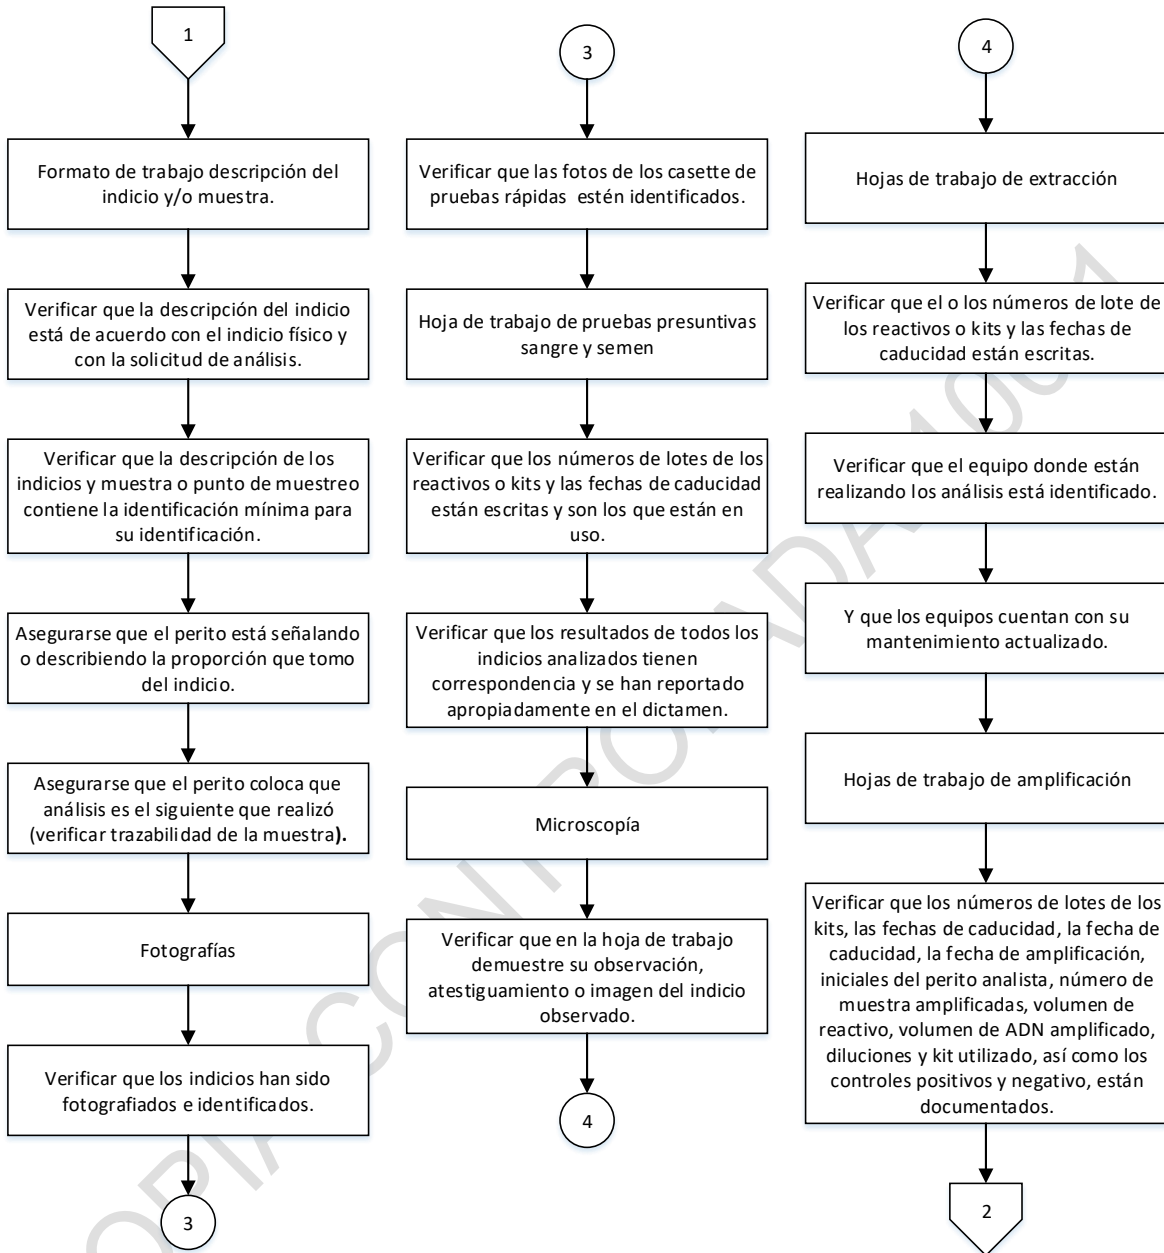 1
Formato de trabajo descripción del
indicio y/o muestra.
Verificar que la descripción del indicio
está de acuerdo con el indicio físico y
con la solicitud de análisis.
Verificar que la descripción de los
indicios y muestra o punto de muestreo
contiene la identificación mínima para
su identificación.
Asegurarse que el perito está señalando
o describiendo la proporción que tomo
del indicio.
Asegurarse que el perito coloca que
análisis es el siguiente que realizó
(verificar trazabilidad de la muestra).
Fotografías
Verificar que los indicios han sido
fotografiados e identificados.
3
3
Verificar que las fotos de los casette de
pruebas rápidas estén identificados.
Hoja de trabajo de pruebas presuntivas
sangre y semen
Verificar que los números de lotes de los
reactivos o kits y las fechas de caducidad
están escritas y son los que están en
uso.
Verificar que los resultados de todos los
indicios analizados tienen
correspondencia y se han reportado
apropiadamente en el dictamen.
Microscopía
Verificar que en la hoja de trabajo
demuestre su observación,
atestiguamiento o imagen del indicio
observado.
4
4
Hojas de trabajo de extracción
Verificar que el o los números de lote de
los reactivos o kits y las fechas de
caducidad están escritas.
Verificar que el equipo donde están
realizando los análisis está identificado.
Y que los equipos cuentan con su
mantenimiento actualizado.
Hojas de trabajo de amplificación
Verificar que los números de lotes de los
kits, las fechas de caducidad, la fecha de
caducidad, la fecha de amplificación,
iniciales del perito analista, número de
muestra amplificadas, volumen de
reactivo, volumen de ADN amplificado,
diluciones y kit utilizado, así como los
controles positivos y negativo, están
documentados.
2